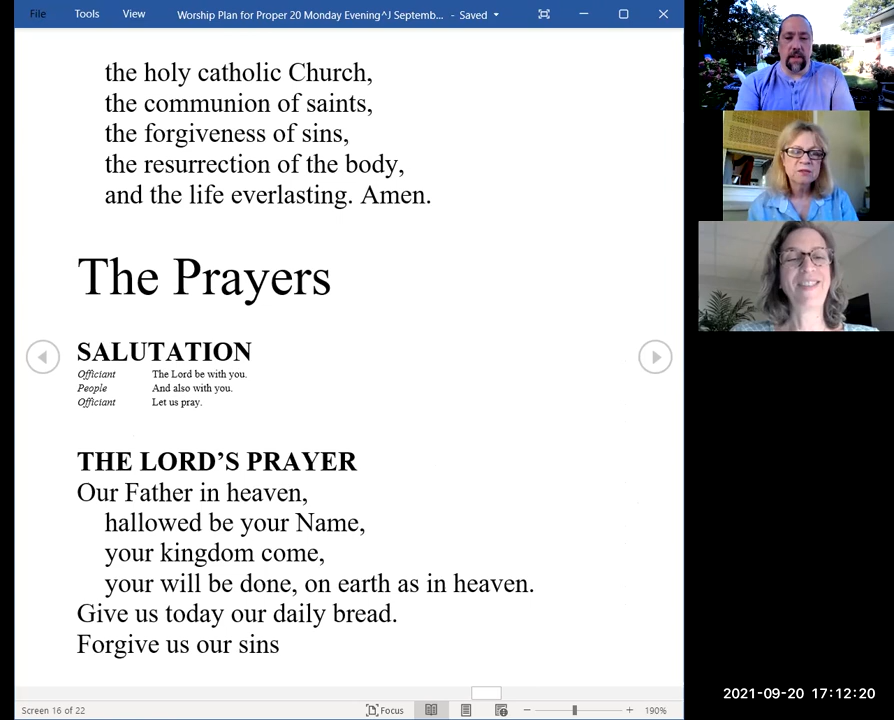 File Tools View Worship Plan for Proper 20 Monday Evening^J Septemb... - Saved
the holy catholic Church,
the communion of saints,
the forgiveness of sins,
the resurrection of the body,
and the life everlasting. Amen.
The Prayers
SALUTATION
Officiant The Lord be with you.
People And also with you.
Officiant Let us pray.
THE LORD'S PRAYER
Our Father in heaven,
hallowed be your Name,
your kingdom come,
your will be done, on earth as in heaven.
Give us today our daily bread.
Forgive us our sins
Screen 16 of 22 Focus 190%
2021-09-20 17:12:20